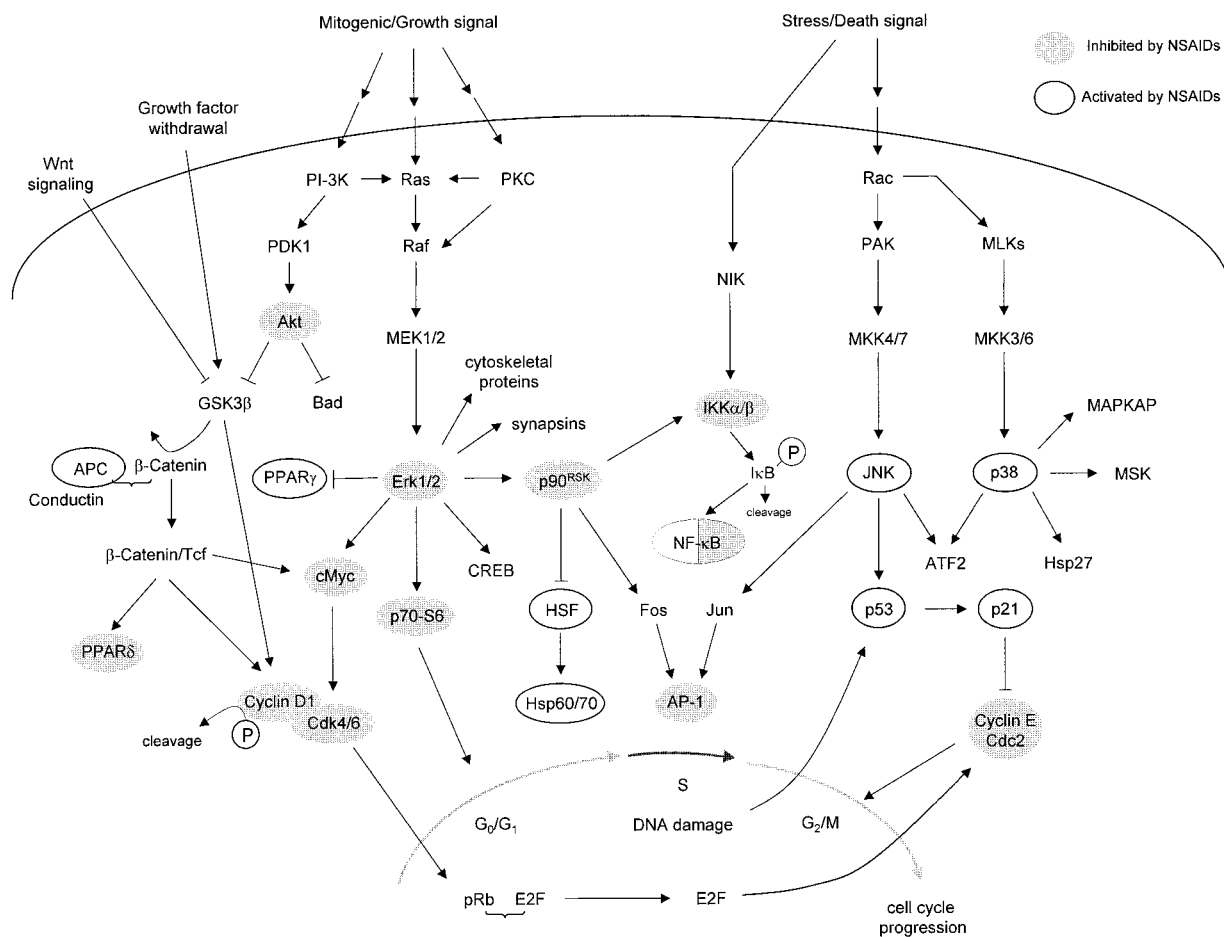 Mitogenic/Growth signal
Stress/Death signal
Inhibited by NSAIDs
Activated by NSAIDs
Growth factor
withdrawal
Wnt
signaling
PI-3K
Ras
PKC
Rac
PDK1
Raf
PAK
MLKs
NIK
Akt
MEK1/2
MKK4/7
MKK3/6
cytoskeletal
proteins
GSK3β
Bad
IKKα/β
MAPKAP
synapsins
P
APC
β-Catenin
Conductin
PPARγ
Erk1/2
p90RSK
IκB
JNK
p38
MSK
cleavage
NF-κB
β-Catenin/Tcf
cMyc
CREB
ATF2
Hsp27
p70-S6
HSF
Fos
Jun
p53
p21
PPARδ
Cyclin D1
Cdk4/6
Hsp60/70
AP-1
P
cleavage
Cyclin E
Cdc2
S
G0/G1
DNA damage
G2/M
pRb
E2F
E2F
cell cycle
progression